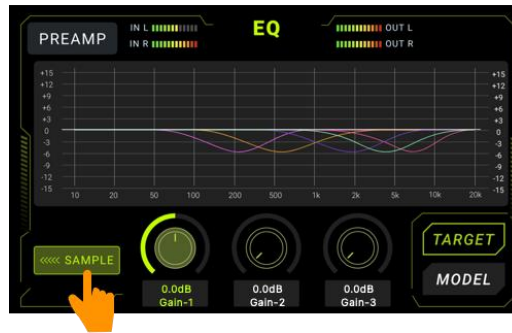 PREAMP
IN L
IN R
EQ
OUT L
OUT R
+15 +15
+12 +12
+9 +9
+6 +6
+3 +3
0 0
-3 -3
-6 -6
-9 -9
-12 -12
-15 -15
10 20 50 100 200 500 1k 2k 5k 10k 20k
<<<<< SAMPLE
0.0dB
Gain-1
0.0dB
Gain-2
0.0dB
Gain-3
TARGET
MODEL